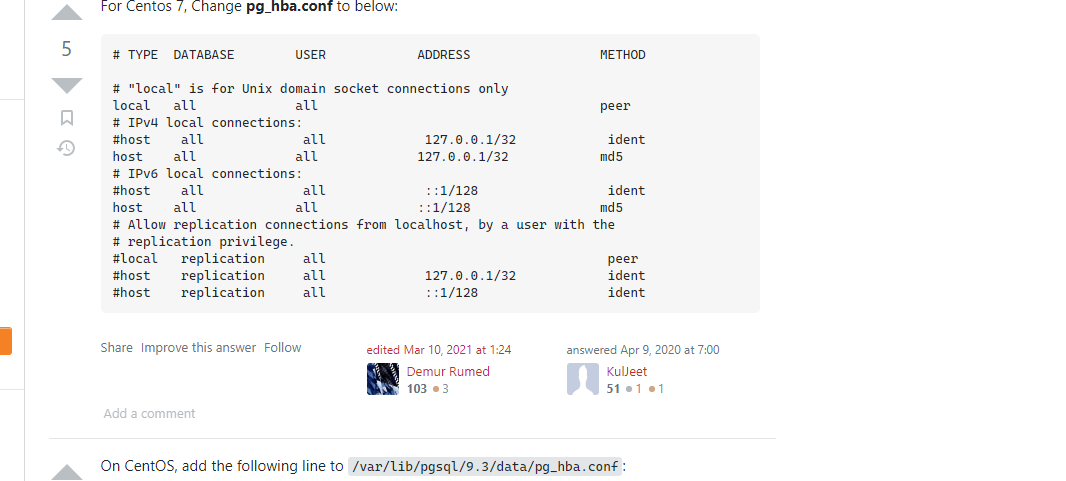 For Centos 7, Change pg_hba.conf to below:
5
# TYPE  DATABASE        USER            ADDRESS                 METHOD
# "local" is for Unix domain socket connections only
local   all             all                                     peer
# IPv4 local connections:
#host    all             all             127.0.0.1/32            ident
host    all             all             127.0.0.1/32            md5
# IPv6 local connections:
#host    all             all             ::1/128                 ident
host    all             all             ::1/128                 md5
# Allow replication connections from localhost, by a user with the
# replication privilege.
#local   replication     all                                     peer
#host    replication     all             127.0.0.1/32            ident
#host    replication     all             ::1/128                 ident
Share Improve this answer Follow
edited Mar 10, 2021 at 1:24
Demur Rumed
103 3
answered Apr 9, 2020 at 7:00
KulJeet
51 1 1
Add a comment
On CentOS, add the following line to /var/lib/pgsql/9.3/data/pg_hba.conf: